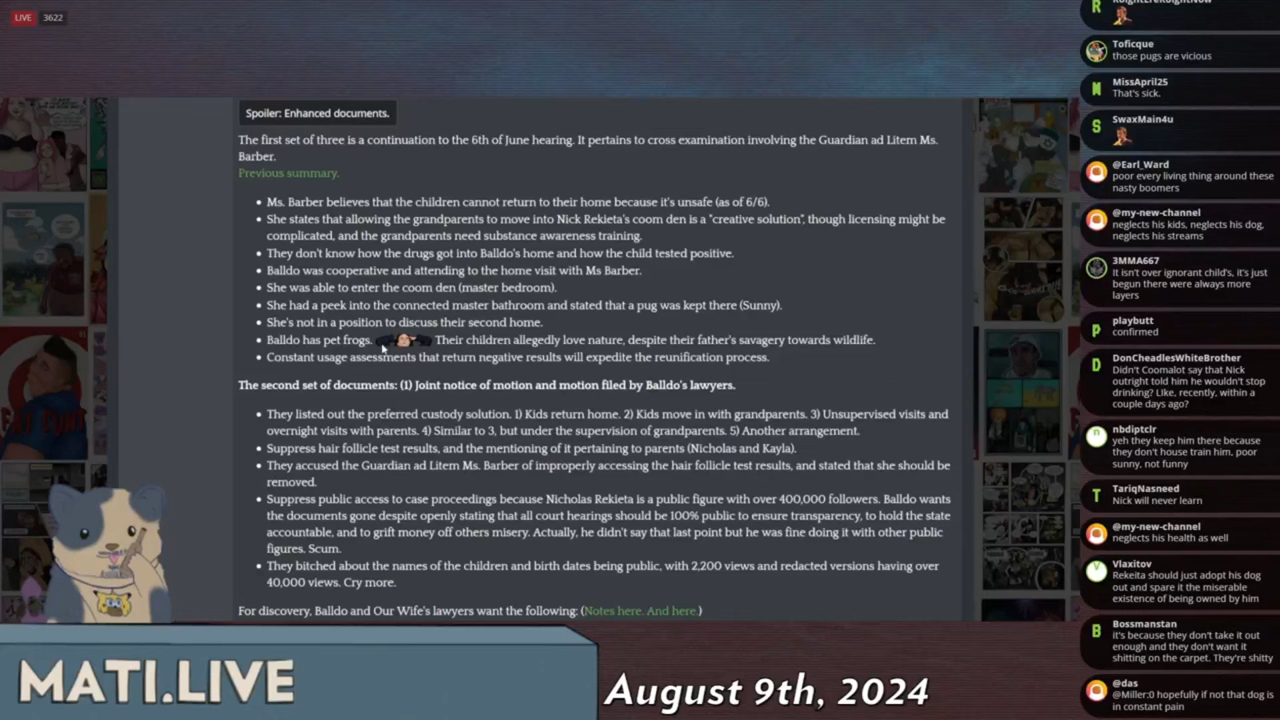 LIVE 3622
Spoiler: Enhanced documents.
The first set of three is a continuation to the 6th of June hearing. It pertains to cross examination involving the Guardian ad Litem Ms.
Barber.
Previous summary.
Ms. Barber believes that the children cannot return to their home because it's unsafe (as of 6/6).
She states that allowing the grandparents to move into Nick Rekieta's coom den is a "creative solution", though licensing might be
complicated, and the grandparents need substance awareness training.
They don't know how the drugs got into Balldo's home and how the child tested positive.
Balldo was cooperative and attending to the home visit with Ms Barber.
She was able to enter the coom den (master bedroom).
She had a peek into the connected master bathroom and stated that a pug was kept there (Sunny).
She's not in a position to discuss their second home.
Balldo has pet frogs. Their children allegedly love nature, despite their father's savagery towards wildlife.
Constant usage assessments that return negative results will expedite the reunification process.
The second set of documents: (1) Joint notice of motion and motion filed by Balldo's lawyers.
They listed out the preferred custody solution. 1) Kids return home. 2) Kids move in with grandparents. 3) Unsupervised visits and
overnight visits with parents. 4) Similar to 3, but under the supervision of grandparents. 5) Another arrangement.
Suppress hair follicle test results, and the mentioning of it pertaining to parents (Nicholas and Kayla).
They accused the Guardian ad Litem Ms. Barber of improperly accessing the hair follicle test results, and stated that she should be
removed.
Suppress public access to case proceedings because Nicholas Rekieta is a public figure with over 400,000 followers. Balldo wants
the documents gone despite openly stating that all court hearings should be 100% public to ensure transparency, to hold the state
accountable, and to grift money off others misery. Actually, he didn't say that last point but he was fine doing it with other public
figures. Scum.
They bitched about the names of the children and birth dates being public, with 2,200 views and redacted versions having over
40,000 views. Cry more.
For discovery, Balldo and Our Wife's lawyers want the following: (Notes here. And here.)
MATI.LIVE
August 9th, 2024
R
Toficque
those pugs are vicious
MissApril25
That's sick.
S
SwaxMain4u
@Earl_Ward
poor every living thing around these
nasty boomers
@my-new-channel
neglects his kids, neglects his dog,
neglects his streams
3MMA667
It isn't over ignorant child's, it's just
begun there were always more
layers
P
playbutt
confirmed
D
DonCheadlesWhiteBrother
Didn't Coomalot say that Nick
outright told him he wouldn't stop
drinking? LIke, recently, within a
couple days ago?
n
nbdiptclr
yeh they keep him there because
they don't house train him, poor
sunny, not funny
T
TariqNasneed
Nick will never learn
@my-new-channel
neglects his health as well
V
Vlaxitov
Rekeita should just adopt his dog
out and spare it the miserable
existence of being owned by him
B
Bossmanstan
it's because they don't take it out
enough and they don't want it
shitting on the carpet. They're shitty
@das
@Miller:0 hopefully if not that dog is
in constant pain